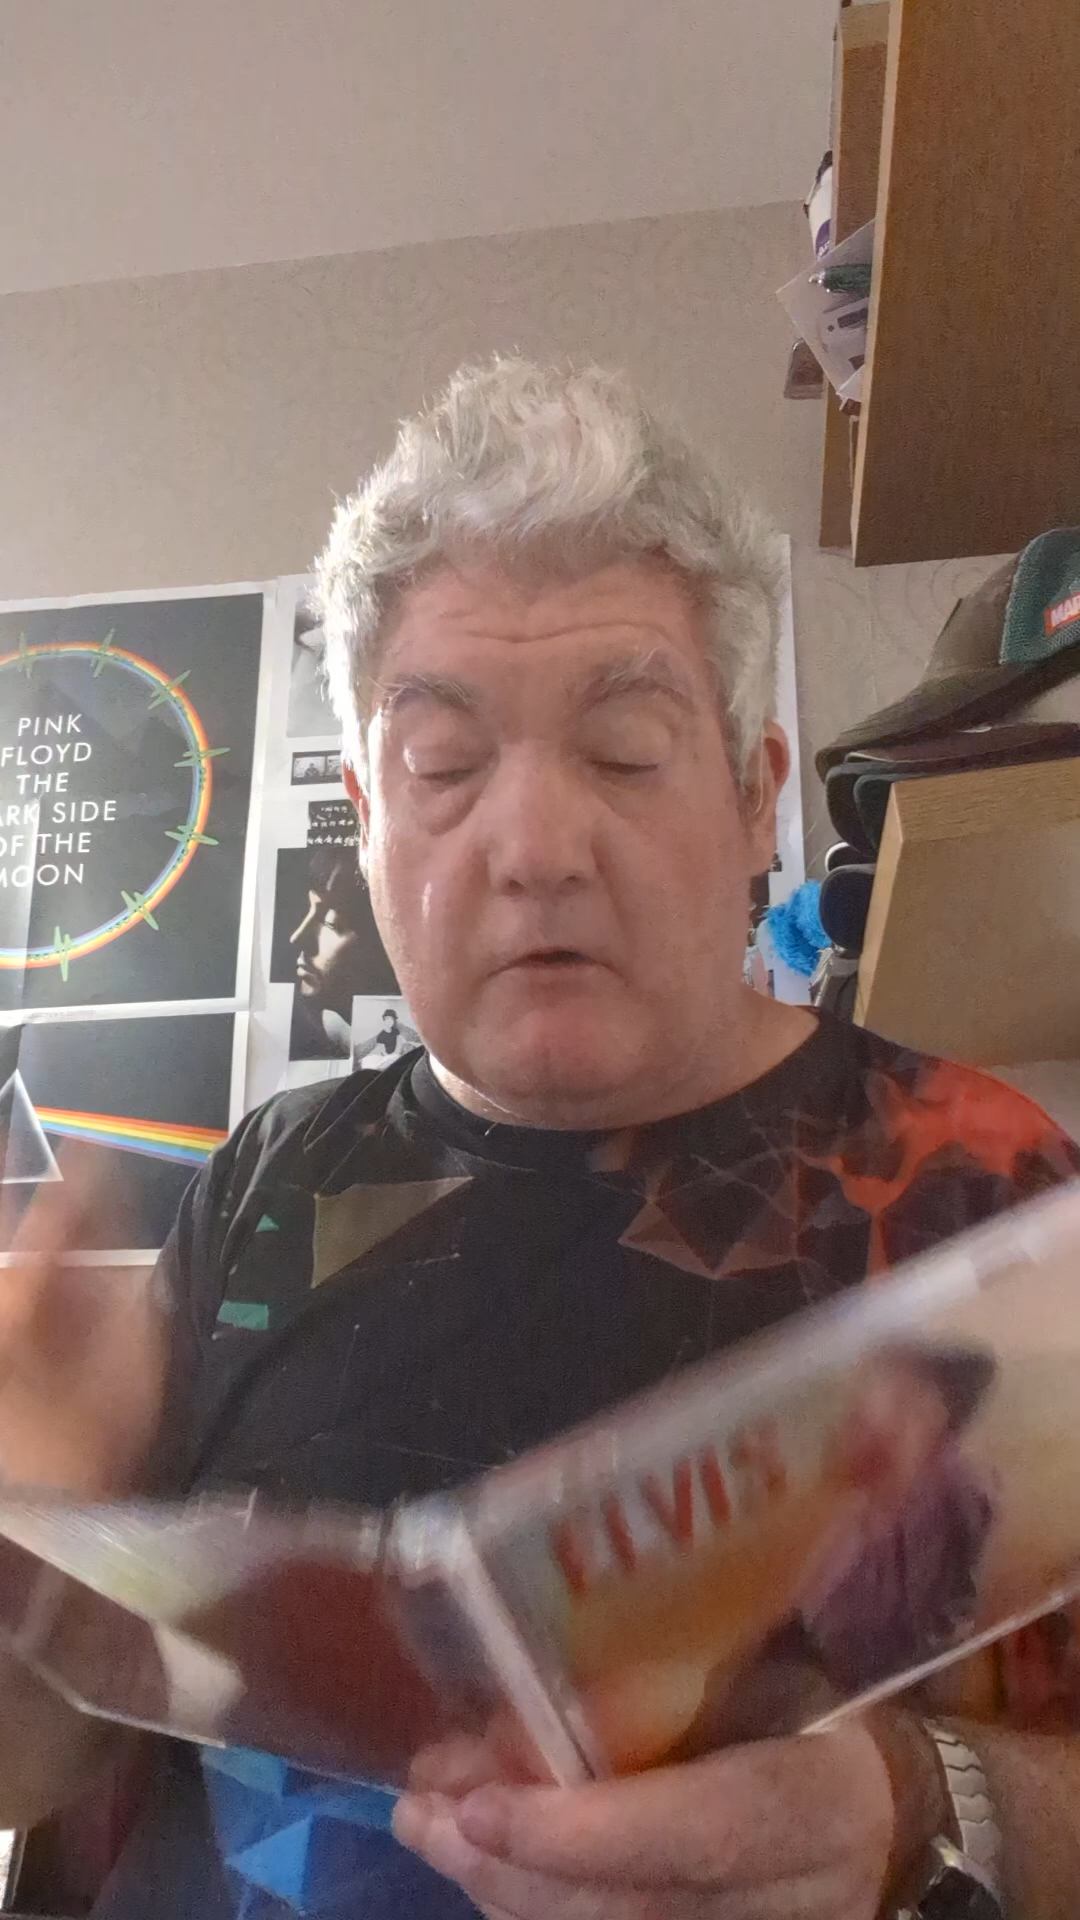 PINK
FLOYD
THE
ARK SIDE
OF THE
MOON
ELVIS